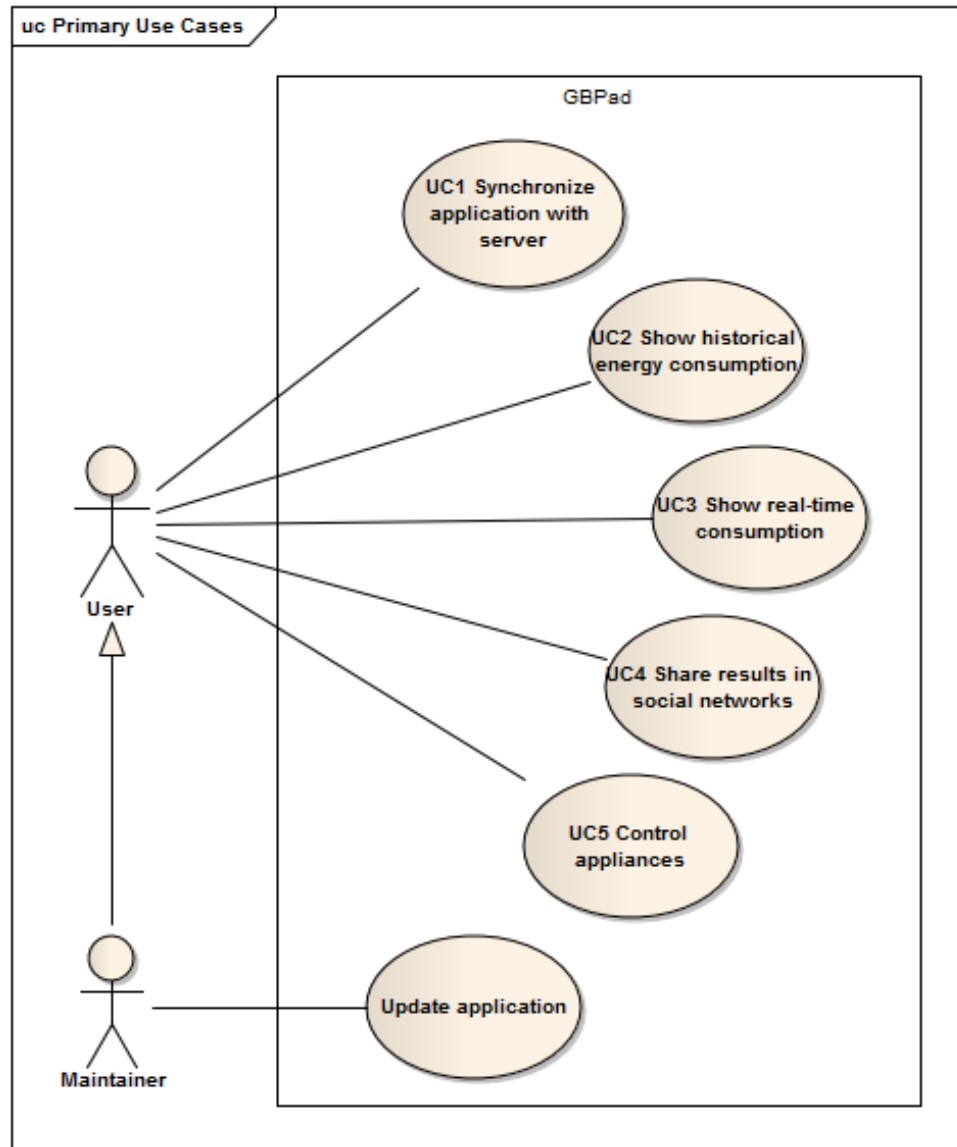 uc Primary Use Cases
GBPad
UC1 Synchronize
application with
server
UC2 Show historical
energy consumption
UC3 Show real-time
consumption
User
UC4 Share results in
social networks
UC5 Control
appliances
Update application
Maintainer